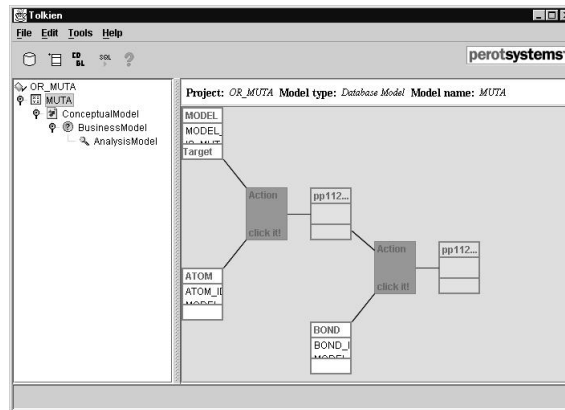 Tolkien
File Edit Tools Help
SQL
?
perotsystems
OR_MUTA
MUTA
ConceptualModel
BusinessModel
AnalysisModel
Project: OR_MUTA Model type: Database Model Model name: MUTA
MODEL
MODEL_
Target
Action
click it!
pp112...
Action
click it!
pp112...
ATOM
ATOM_ID
BOND
BOND_I